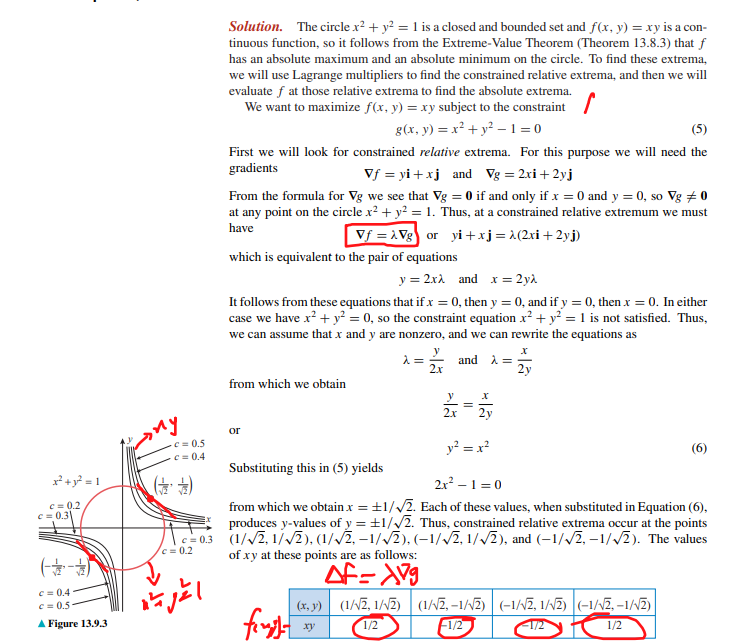 Solution. The circle x² + y² = 1 is a closed and bounded set and f(x, y) = xy is a con-
tinuous function, so it follows from the Extreme-Value Theorem (Theorem 13.8.3) that f
has an absolute maximum and an absolute minimum on the circle. To find these extrema,
we will use Lagrange multipliers to find the constrained relative extrema, and then we will
evaluate f at those relative extrema to find the absolute extrema.
We want to maximize f(x, y) = xy subject to the constraint
g(x, y) = x² + y² − 1 = 0 (5)
First we will look for constrained relative extrema. For this purpose we will need the
gradients
∇f = yi + xj and ∇g = 2xi + 2yj
From the formula for ∇g we see that ∇g = 0 if and only if x = 0 and y = 0, so ∇g ≠ 0
at any point on the circle x² + y² = 1. Thus, at a constrained relative extremum we must
have
∇f = λ∇g or yi + xj = λ(2xi + 2yj)
which is equivalent to the pair of equations
y = 2xλ and x = 2yλ
It follows from these equations that if x = 0, then y = 0, and if y = 0, then x = 0. In either
case we have x² + y² = 0, so the constraint equation x² + y² = 1 is not satisfied. Thus,
we can assume that x and y are nonzero, and we can rewrite the equations as
λ = y/2x and λ = x/2y
from which we obtain
y/2x = x/2y
or
y² = x² (6)
Substituting this in (5) yields
2x² − 1 = 0
from which we obtain x = ±1/√2. Each of these values, when substituted in Equation (6),
produces y-values of y = ±1/√2. Thus, constrained relative extrema occur at the points
(1/√2, 1/√2), (1/√2, −1/√2), (−1/√2, 1/√2), and (−1/√2, −1/√2). The values
of xy at these points are as follows:
Δf = λ∇g
(x, y) (1/√2, 1/√2) (1/√2, −1/√2) (−1/√2, 1/√2) (−1/√2, −1/√2)
xy 1/2 −1/2 −1/2 1/2
xy
y
c = 0.5
c = 0.4
x² + y² = 1
(1/√2, 1/√2)
c = 0.2
c = 0.3
x
c = 0.3
c = 0.2
(−1/√2, −1/√2)
c = 0.4
c = 0.5
▲ Figure 13.9.3